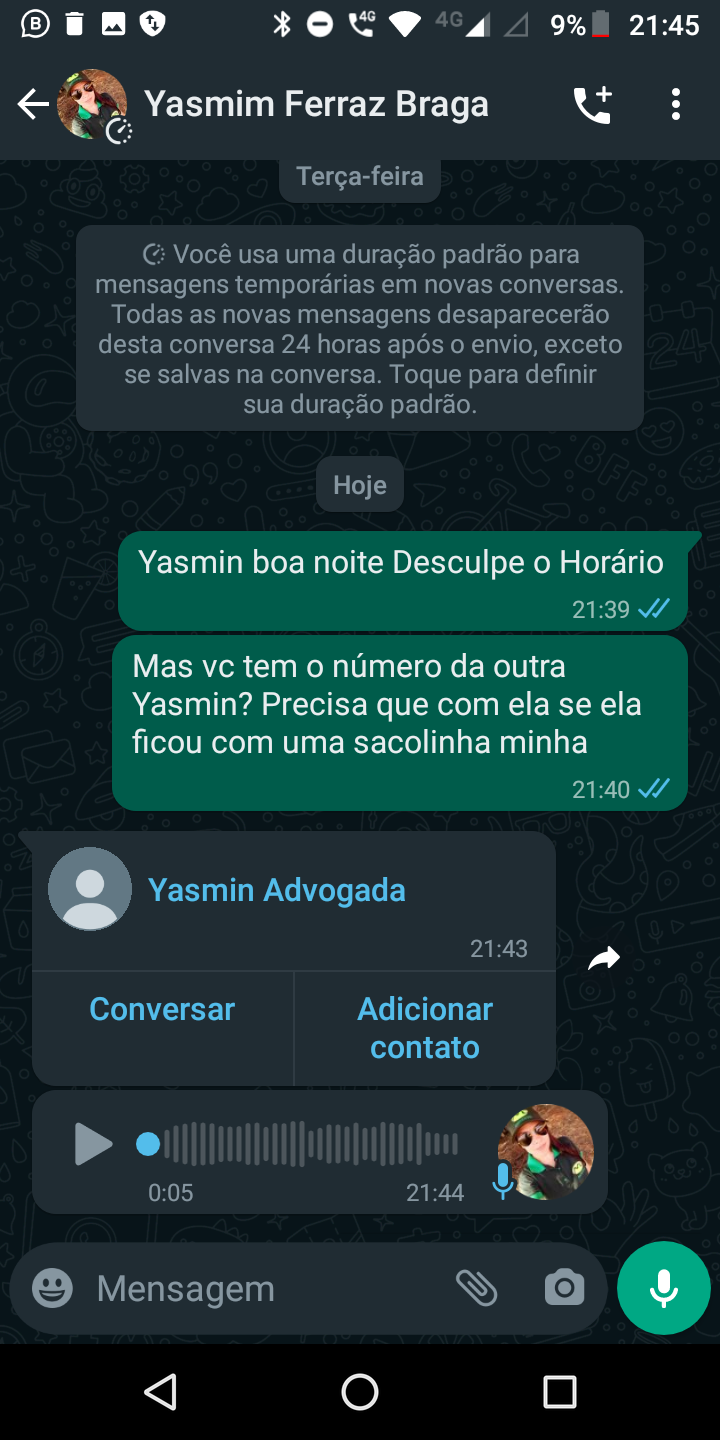 4G
4G
9%
21:45
Yasmim Ferraz Braga
Terça-feira
Você usa uma duração padrão para
mensagens temporárias em novas conversas.
Todas as novas mensagens desaparecerão
desta conversa 24 horas após o envio, exceto
se salvas na conversa. Toque para definir
sua duração padrão.
Hoje
Yasmin boa noite Desculpe o Horário
21:39
Mas vc tem o número da outra
Yasmin? Precisa que com ela se ela
ficou com uma sacolinha minha
21:40
Yasmin Advogada
21:43
Conversar
Adicionar
contato
0:05
21:44
Mensagem